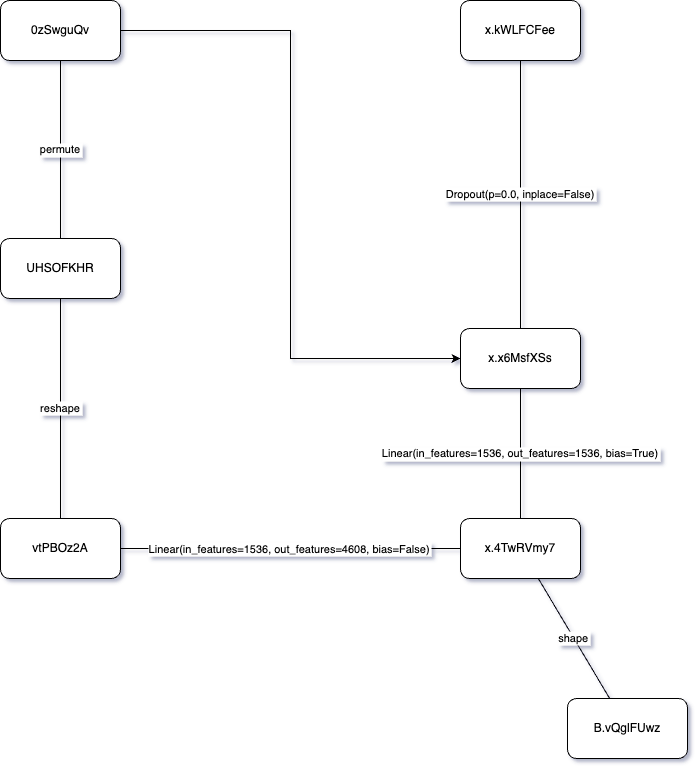 0zSwguQv
x.kWLFCFee
permute
Dropout(p=0.0, inplace=False)
UHSOFKHR
x.x6MsfXSs
reshape
Linear(in_features=1536, out_features=1536, bias=True)
vtPBOz2A
Linear(in_features=1536, out_features=4608, bias=False)
x.4TwRVmy7
shape
B.vQglFUwz